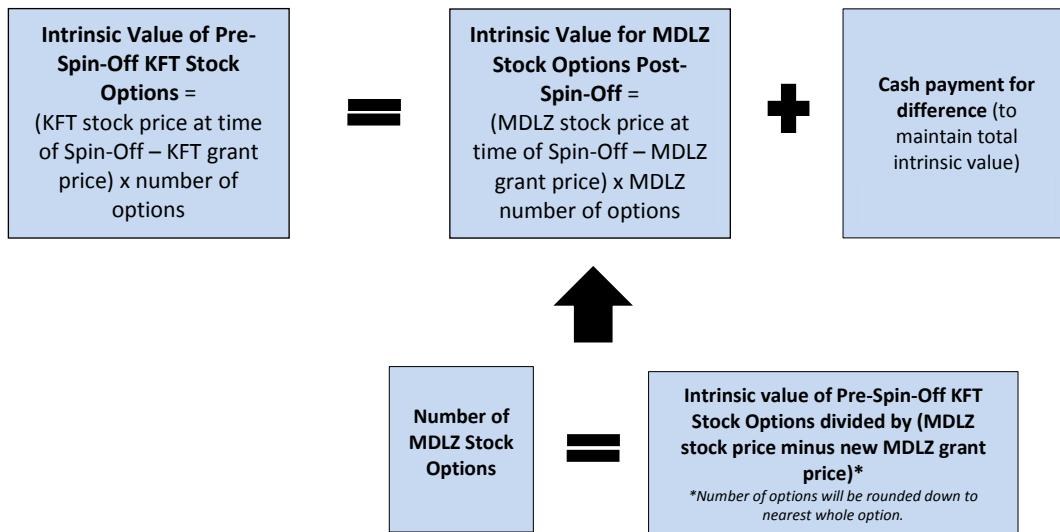 Intrinsic Value of Pre-
Spin-Off KFT Stock
Options =
(KFT stock price at time
of Spin-Off – KFT grant
price) x number of
options
Intrinsic Value for MDLZ
Stock Options Post-
Spin-Off =
(MDLZ stock price at
time of Spin-Off – MDLZ
grant price) x MDLZ
number of options
Cash payment for
difference (to
maintain total
intrinsic value)
Number of
MDLZ Stock
Options
Intrinsic value of Pre-Spin-Off KFT
Stock Options divided by (MDLZ
stock price minus new MDLZ grant
price)*
*Number of options will be rounded down to
nearest whole option.